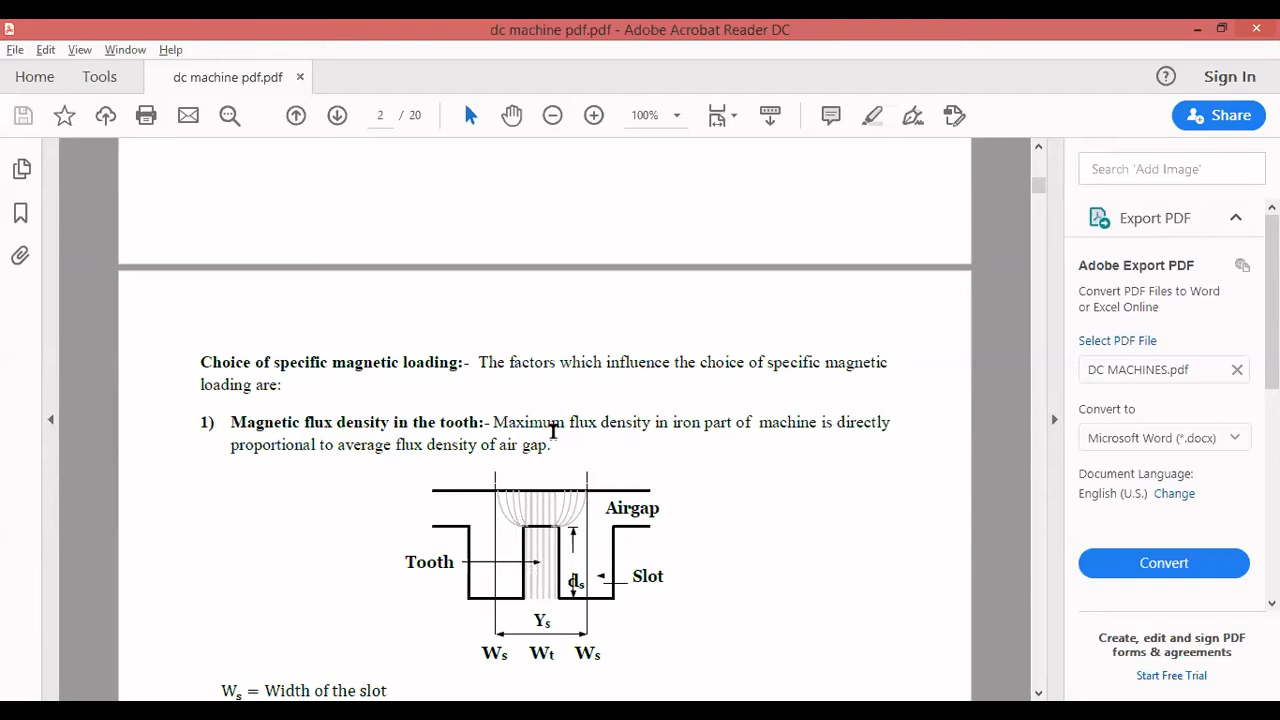 dc machine pdf.pdf - Adobe Acrobat Reader DC
File Edit View Window Help
Home Tools dc machine pdf.pdf × Sign In
2 / 20 100% Share
Search 'Add Image'
Export PDF
Adobe Export PDF
Convert PDF Files to Word
or Excel Online
Select PDF File
DC MACHINES.pdf
Convert to
Microsoft Word (*.docx)
Document Language:
English (U.S.) Change
Convert
Create, edit and sign PDF
forms & agreements
Start Free Trial
Choice of specific magnetic loading:- The factors which influence the choice of specific magnetic
loading are:
1) Magnetic flux density in the tooth:- Maximum flux density in iron part of machine is directly
proportional to average flux density of air gap.
Airgap
Tooth
ds
Slot
Ys
Ws Wt Ws
Ws = Width of the slot